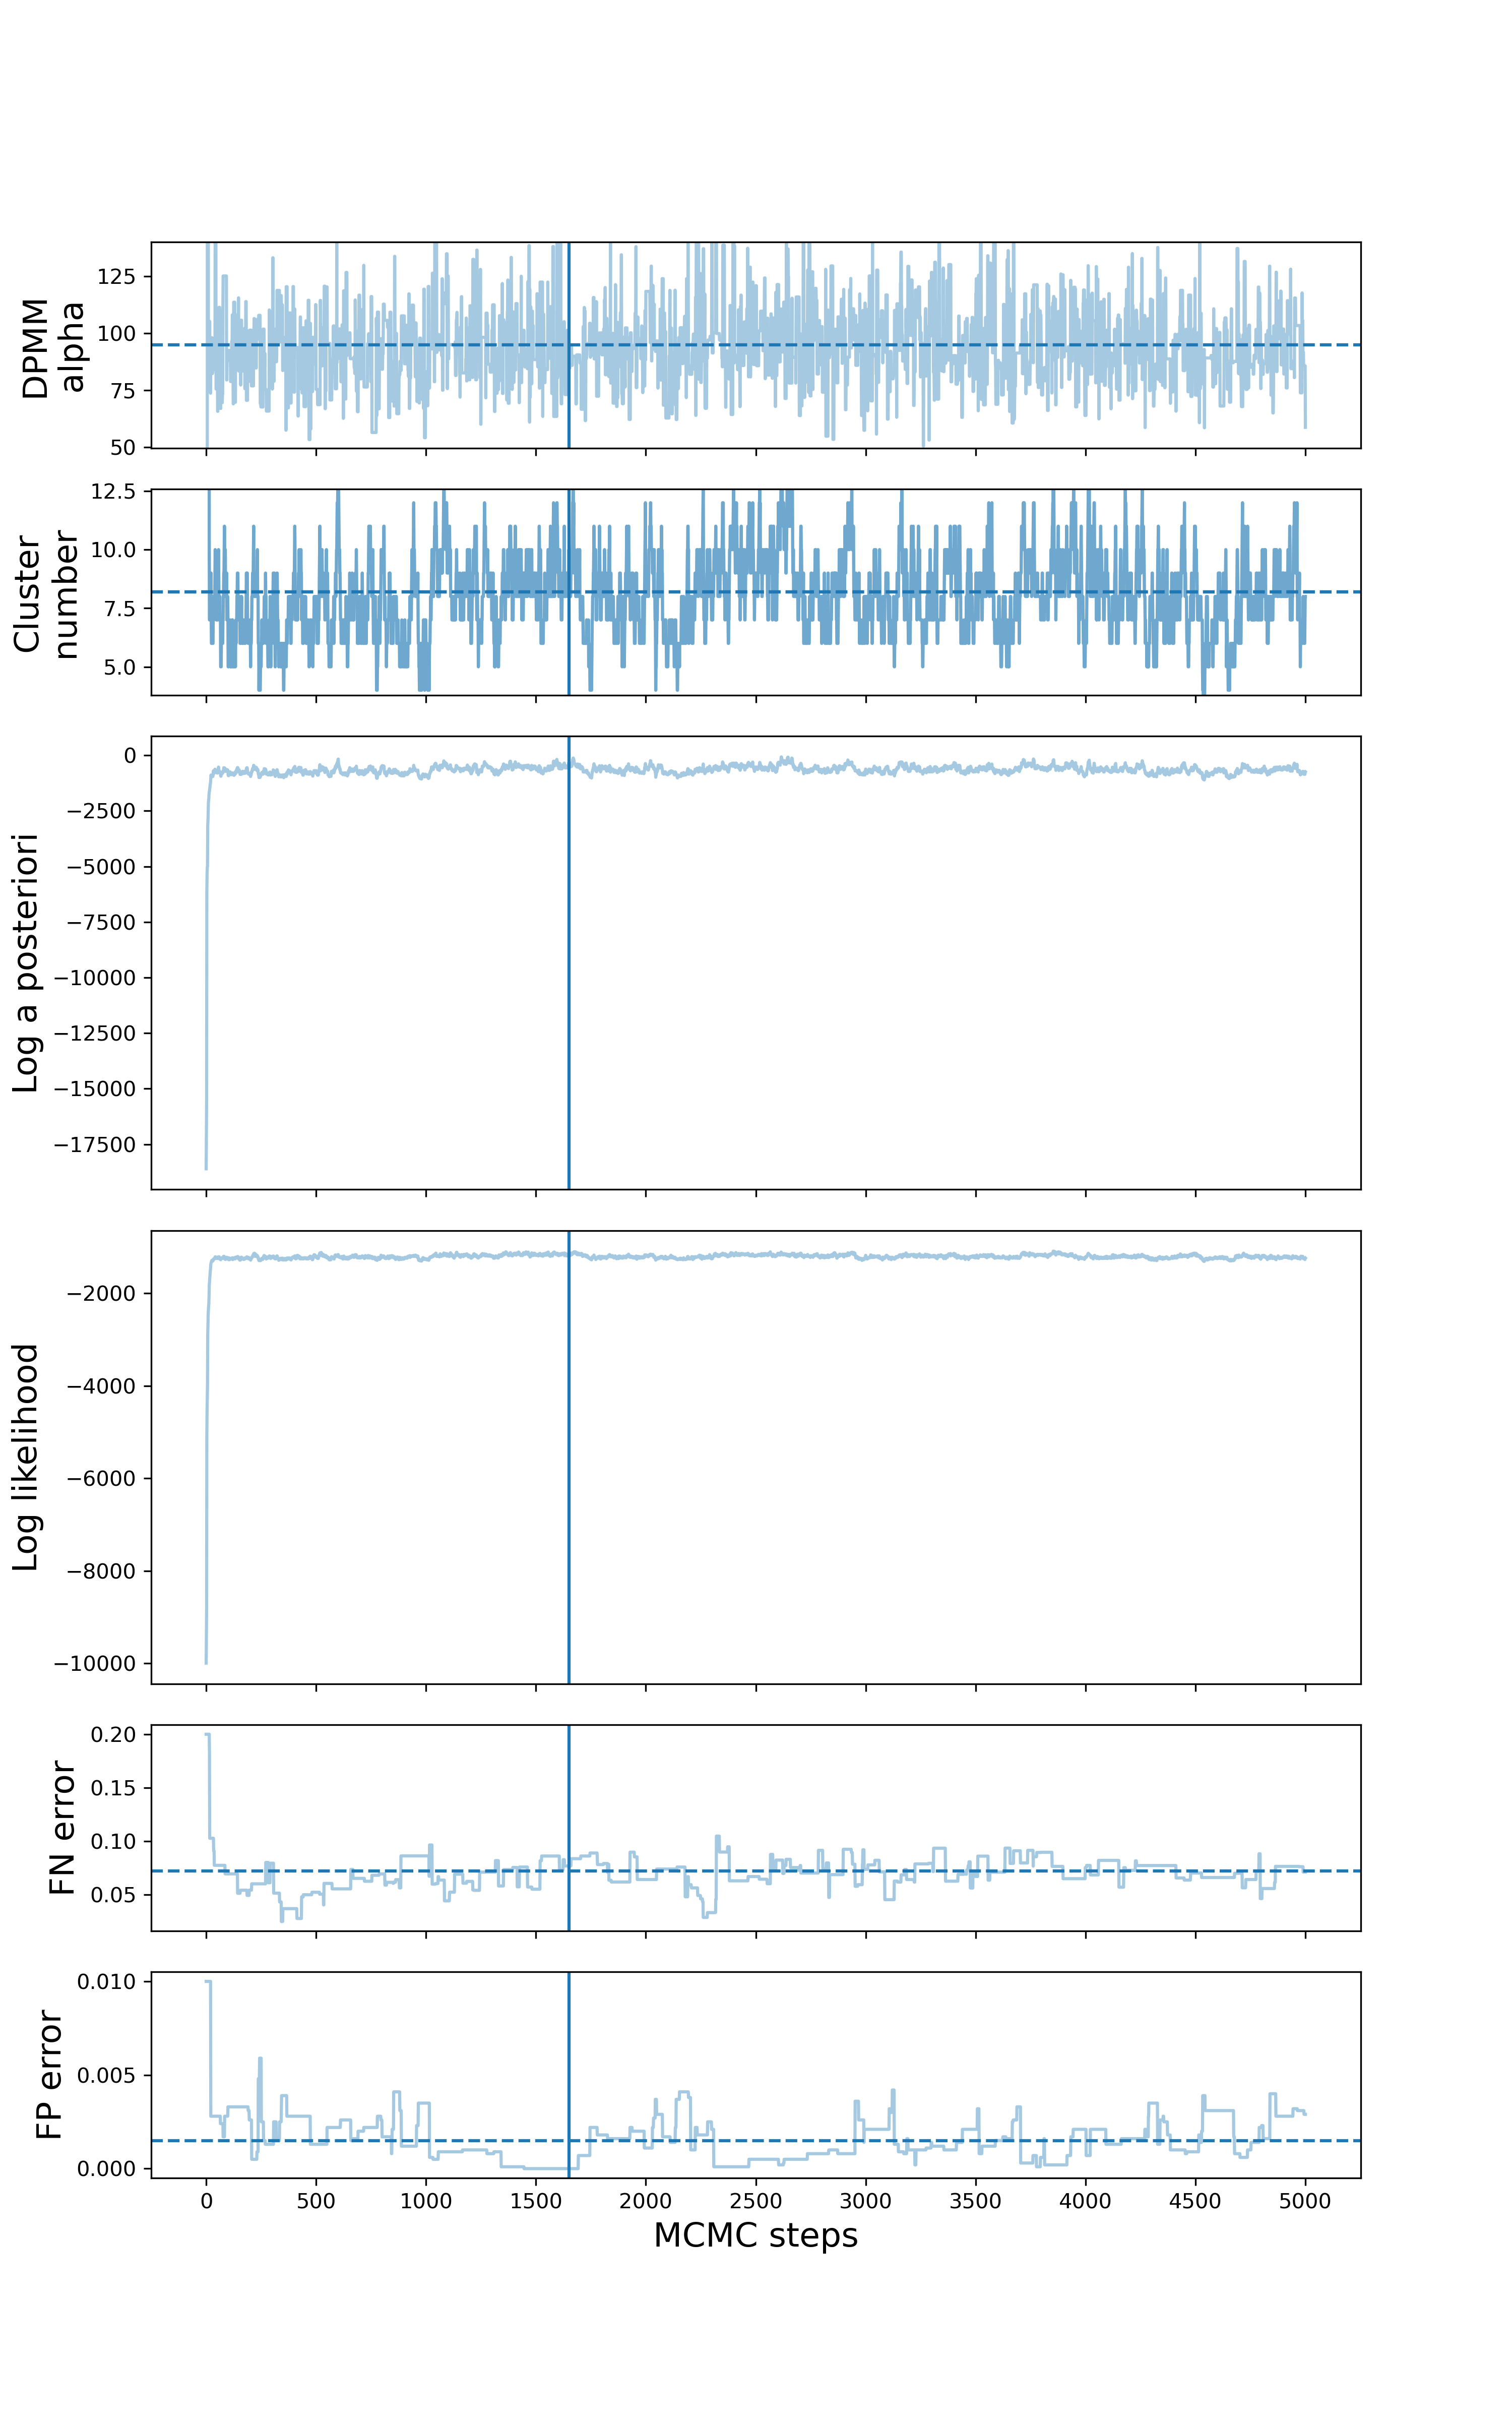 DPMM
alpha
125
100
75
50
Cluster
number
12.5
10.0
7.5
5.0
Log a posteriori
0
−2500
−5000
−7500
−10000
−12500
−15000
−17500
Log likelihood
−2000
−4000
−6000
−8000
−10000
FN error
0.20
0.15
0.10
0.05
FP error
0.010
0.005
0.000
0 500 1000 1500 2000 2500 3000 3500 4000 4500 5000
MCMC steps